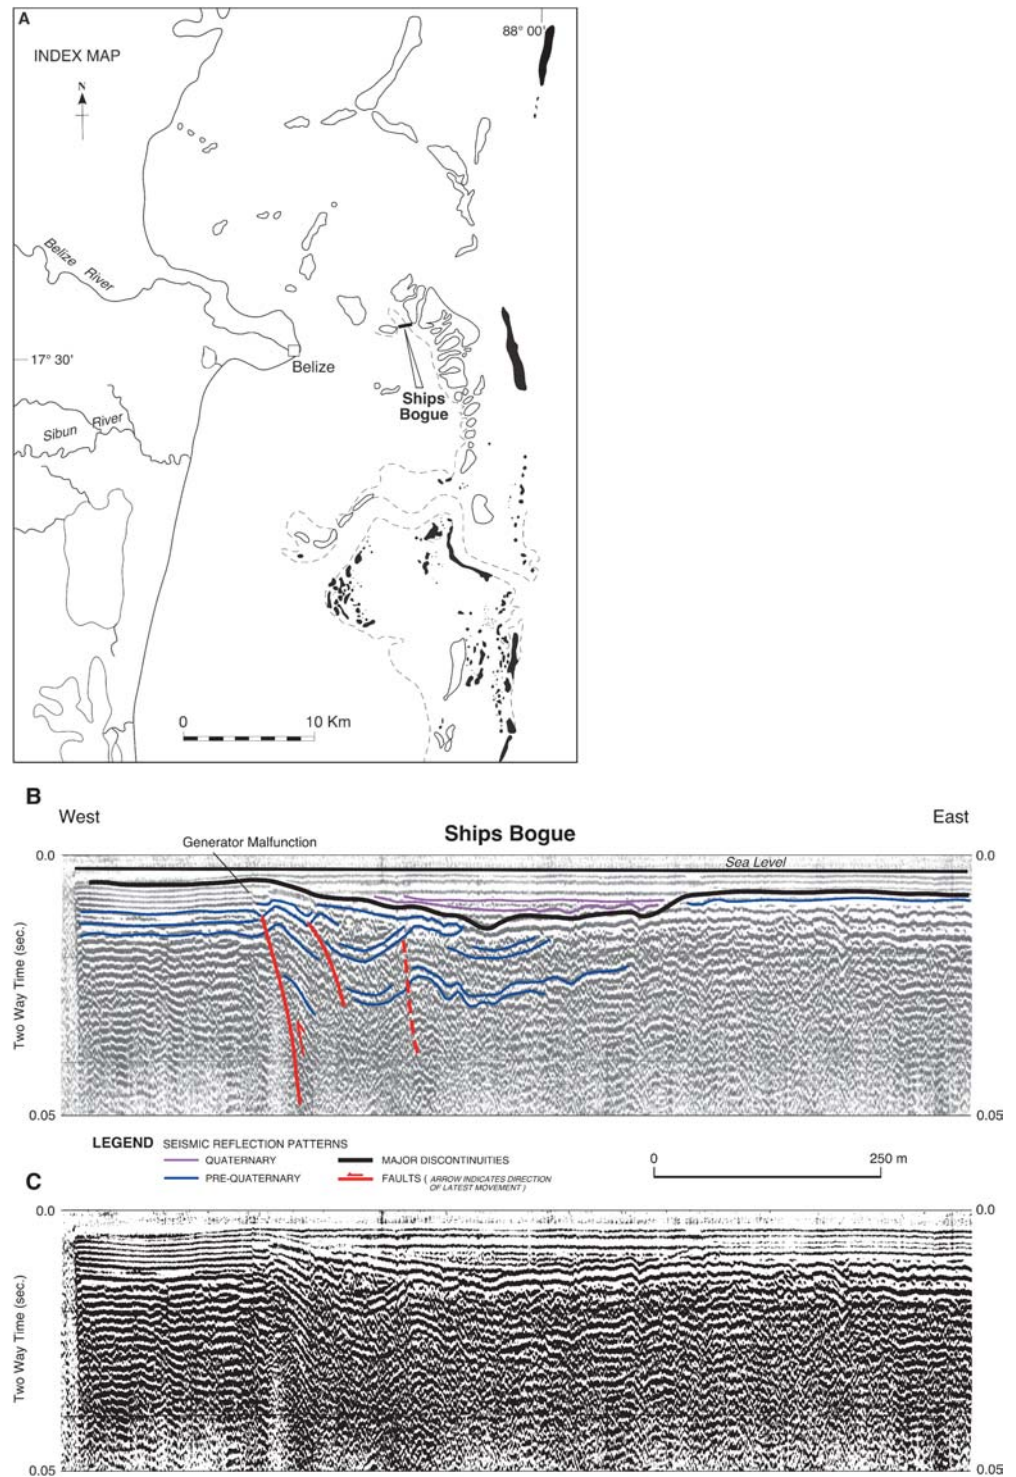 A
88° 00'
INDEX MAP
N
Belize River
17° 30'
Belize
Ships
Bogue
Sibun River
0 10 Km
B
West East
Ships Bogue
Generator Malfunction
0.0 0.0
Sea Level
Two Way Time (sec.)
0.05 0.05
LEGEND SEISMIC REFLECTION PATTERNS
QUATERNARY MAJOR DISCONTINUITIES
PRE-QUATERNARY FAULTS ( ARROW INDICATES DIRECTION
OF LATEST MOVEMENT )
0 250 m
C
0.0 0.0
Two Way Time (sec.)
0.05 0.05